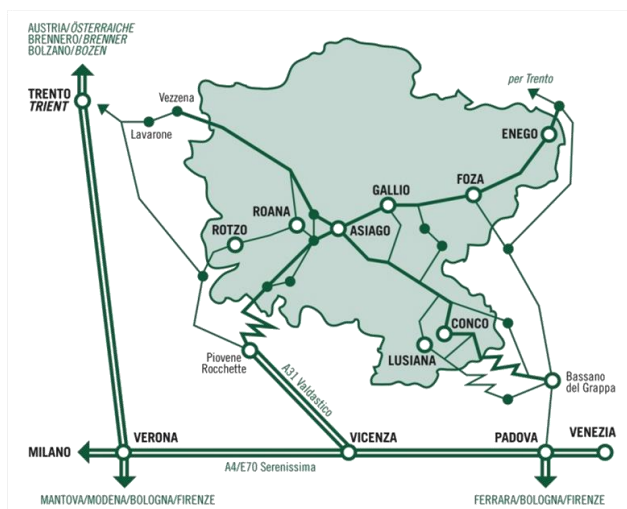 AUSTRIA/ÖSTERRAICHE
BRENNERO/BRENNER
BOLZANO/BOZEN
TRENTO
TRIENT
Vezzena
Lavarone
per Trento
ENEGO
FOZA
GALLIO
ROANA
ROTZO
ASIAGO
CONCO
LUSIANA
Piovene
Rocchette
A31 Valdastico
Bassano
del Grappa
MILANO
VERONA
VICENZA
PADOVA
VENEZIA
A4/E70 Serenissima
MANTOVA/MODENA/BOLOGNA/FIRENZE
FERRARA/BOLOGNA/FIRENZE